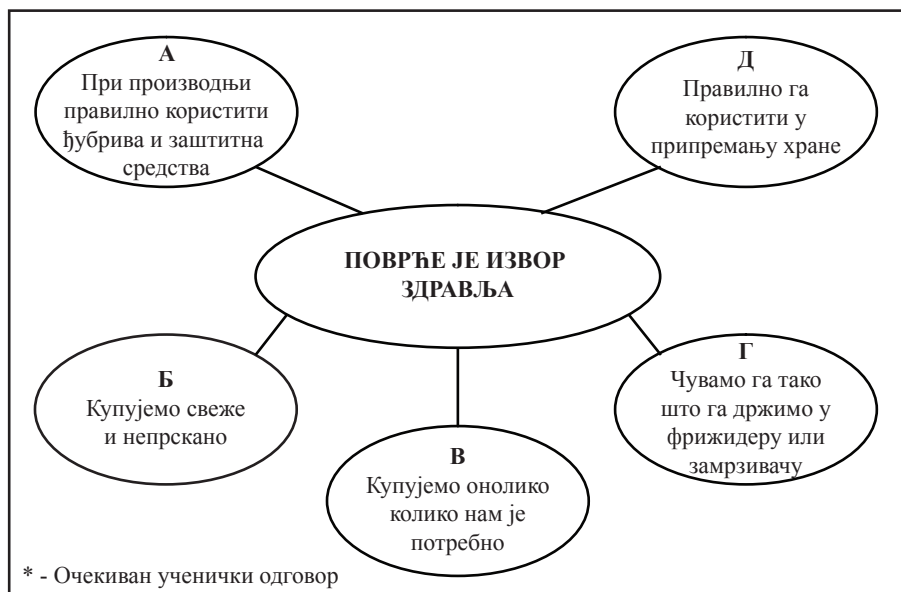 А
При производњи
правилно користити
ђубрива и заштитна
средства
Д
Правилно га
користити у
припремању хране
ПОВРЋЕ ЈЕ ИЗВОР
ЗДРАВЉА
Б
Купујемо свеже
и непрскано
В
Купујемо онолико
колико нам је
потребно
Г
Чувамо га тако
што га држимо у
фрижидеру или
замрзивачу
* - Очекиван ученички одговор